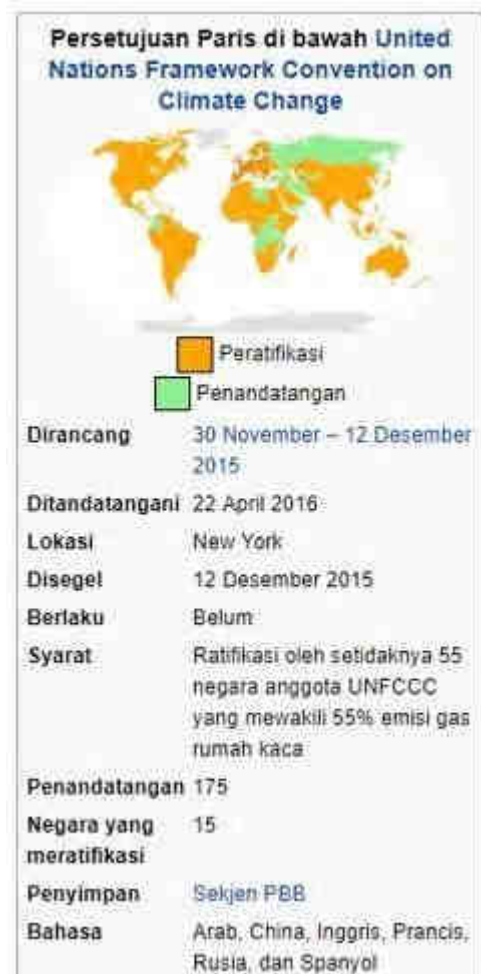 Persetujuan Paris di bawah United
Nations Framework Convention on
Climate Change
Peratifikasi
Penandatangan
Dirancang 30 November – 12 Desember
2015
Ditandatangani 22 April 2016
Lokasi New York
Disegel 12 Desember 2015
Berlaku Belum
Syarat Ratifikasi oleh setidaknya 55
negara anggota UNFCCC
yang mewakili 55% emisi gas
rumah kaca
Penandatangan 175
Negara yang 15
meratifikasi
Penyimpan Sekjen PBB
Bahasa Arab, China, Inggris, Prancis,
Rusia, dan Spanyol